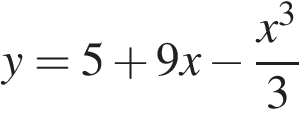 y = 5 + 9x − x³/3